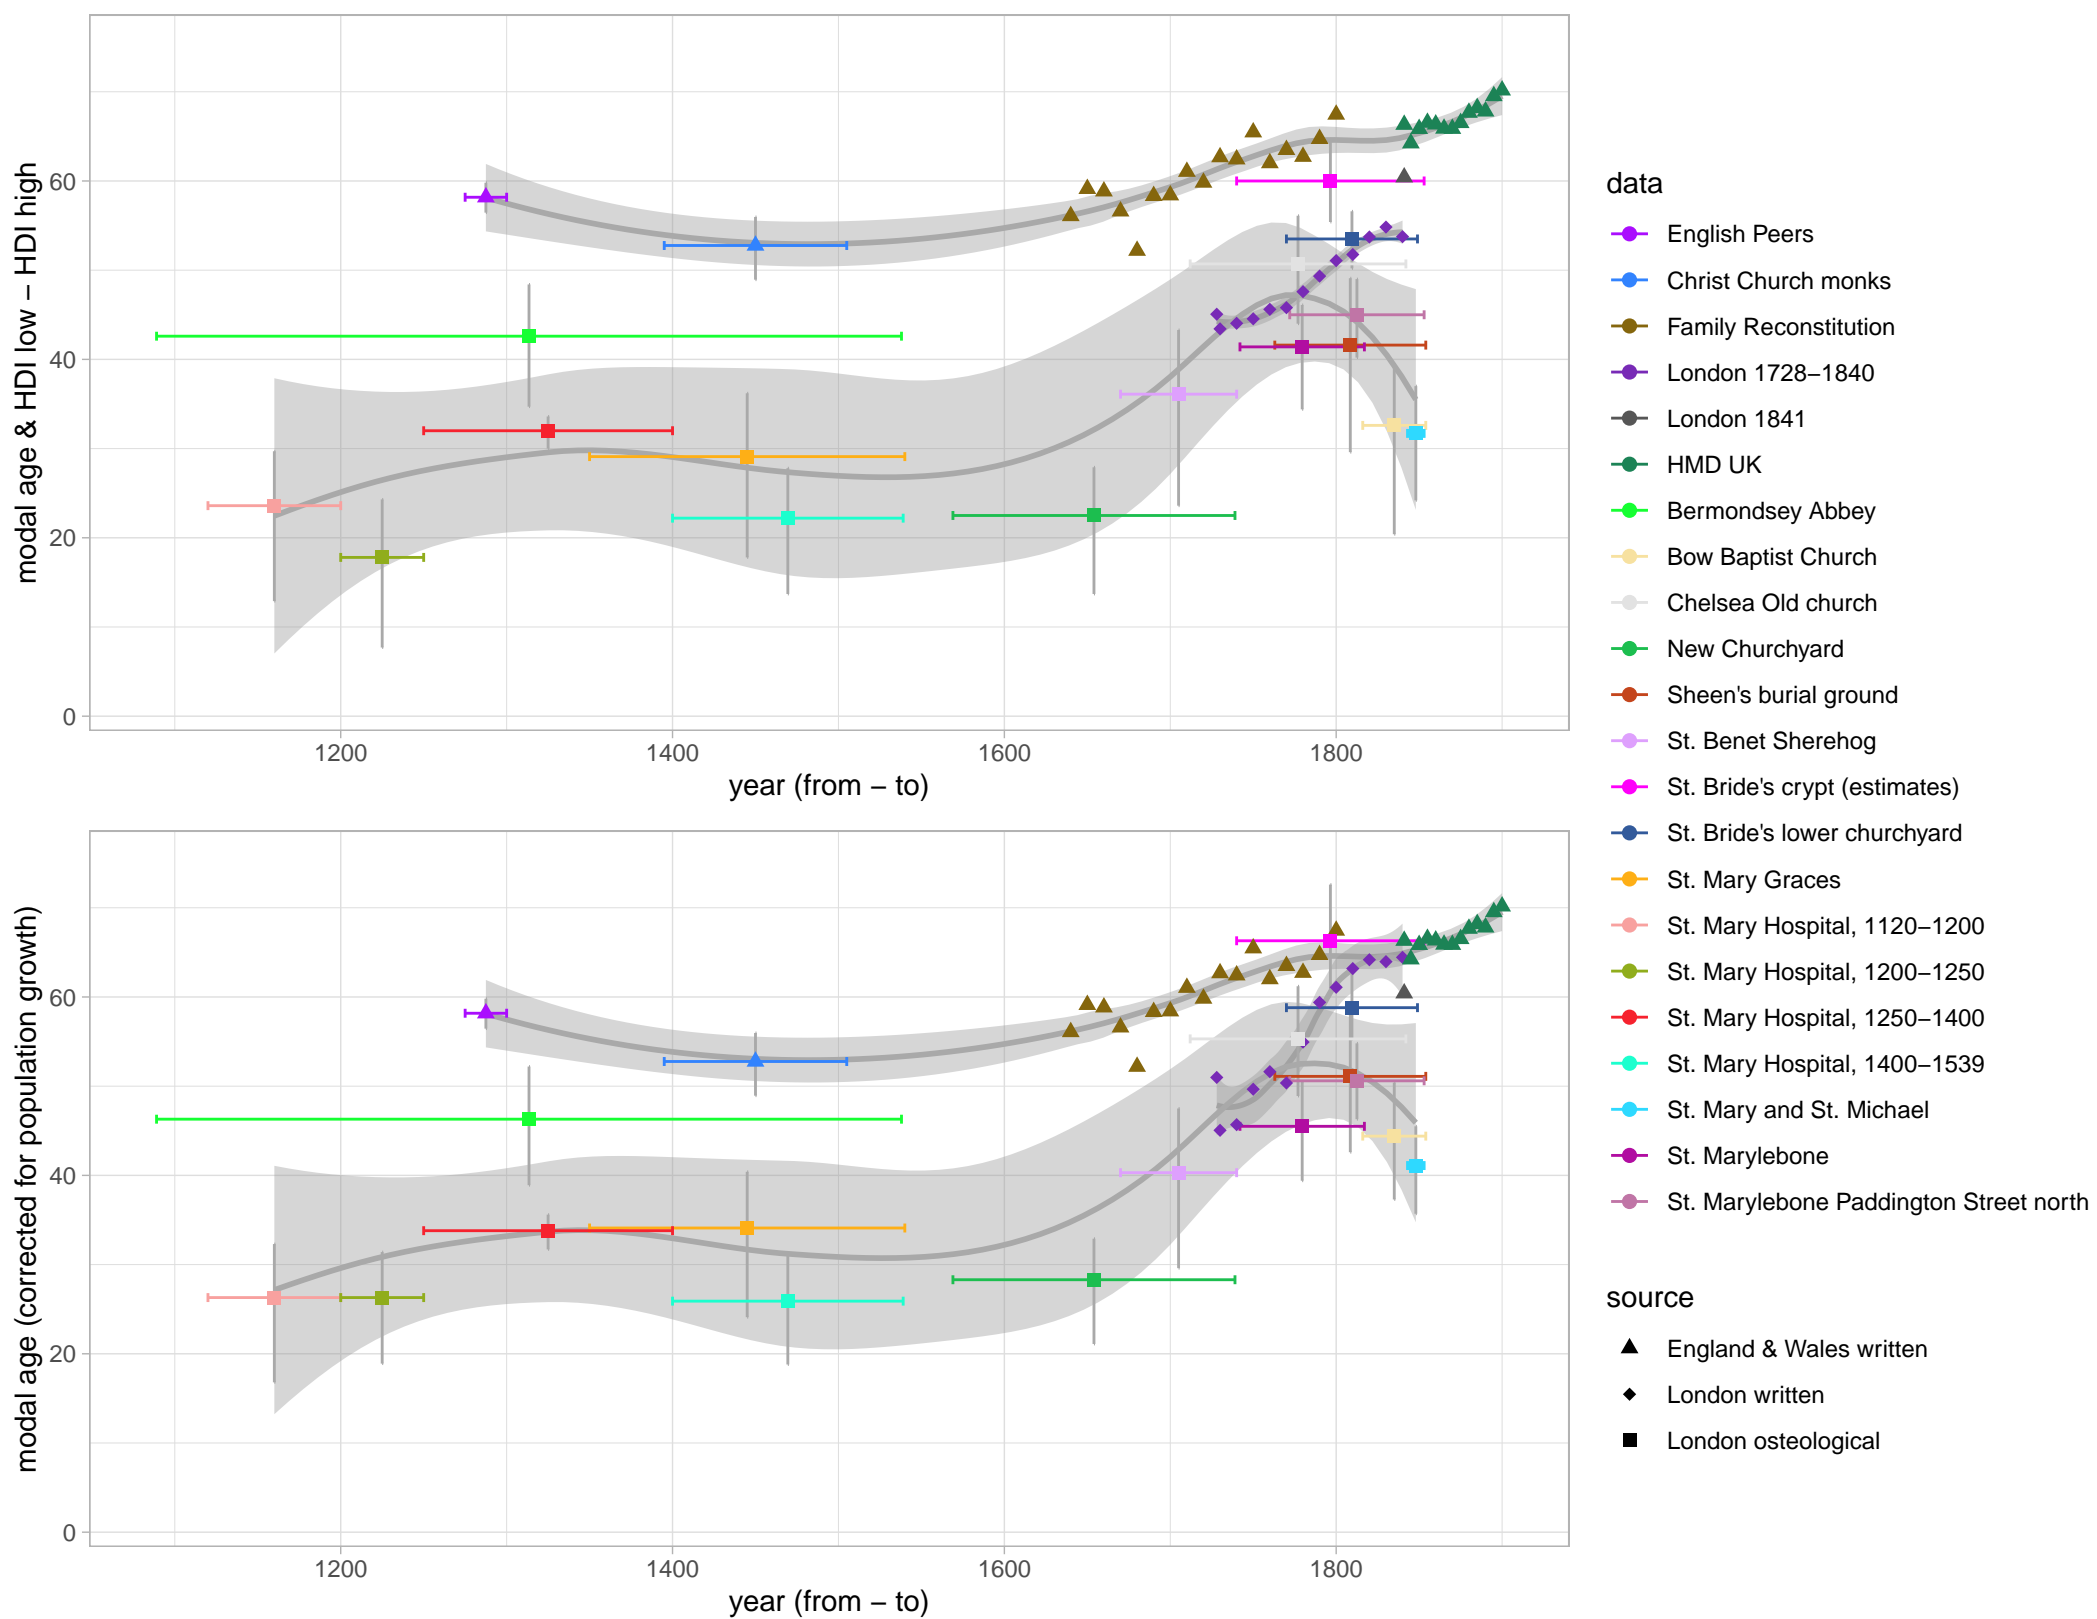 modal age & HDI low – HDI high
60
40
20
0
1200
1400
1600
1800
year (from – to)
modal age (corrected for population growth)
60
40
20
0
1200
1400
1600
1800
year (from – to)
data
English Peers
Christ Church monks
Family Reconstitution
London 1728–1840
London 1841
HMD UK
Bermondsey Abbey
Bow Baptist Church
Chelsea Old church
New Churchyard
Sheen's burial ground
St. Benet Sherehog
St. Bride's crypt (estimates)
St. Bride's lower churchyard
St. Mary Graces
St. Mary Hospital, 1120–1200
St. Mary Hospital, 1200–1250
St. Mary Hospital, 1250–1400
St. Mary Hospital, 1400–1539
St. Mary and St. Michael
St. Marylebone
St. Marylebone Paddington Street north
source
England & Wales written
London written
London osteological